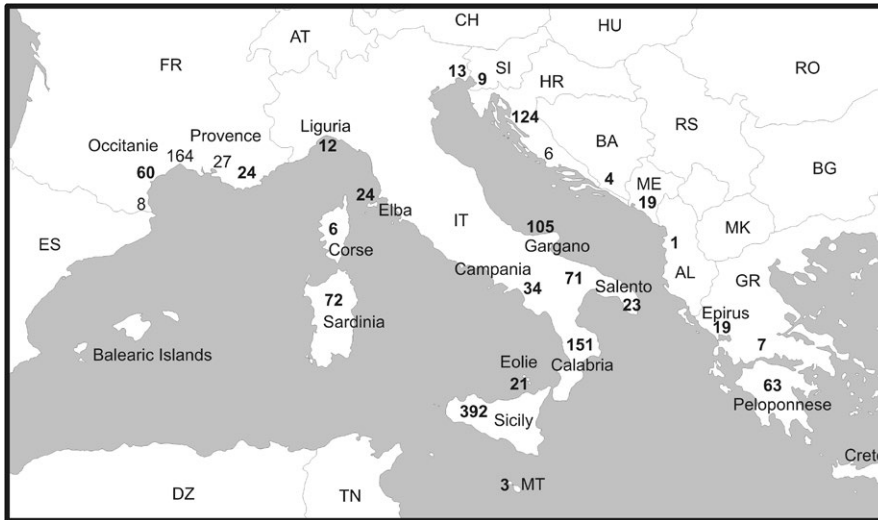 CH
HU
AT
FR
SI
RO
13
9
HR
124
RS
BA
Liguria
12
Provence
Occitanie
164
27
24
60
8
6
4
BG
ME
19
24
Elba
IT
ES
6
Corse
105
Gargano
MK
1
AL
GR
Campania
34
71
Salento
23
72
Sardinia
Epirus
19
7
Balearic Islands
151
Calabria
Eolie
21
63
Peloponnese
392
Sicily
Crete
3 MT
DZ
TN